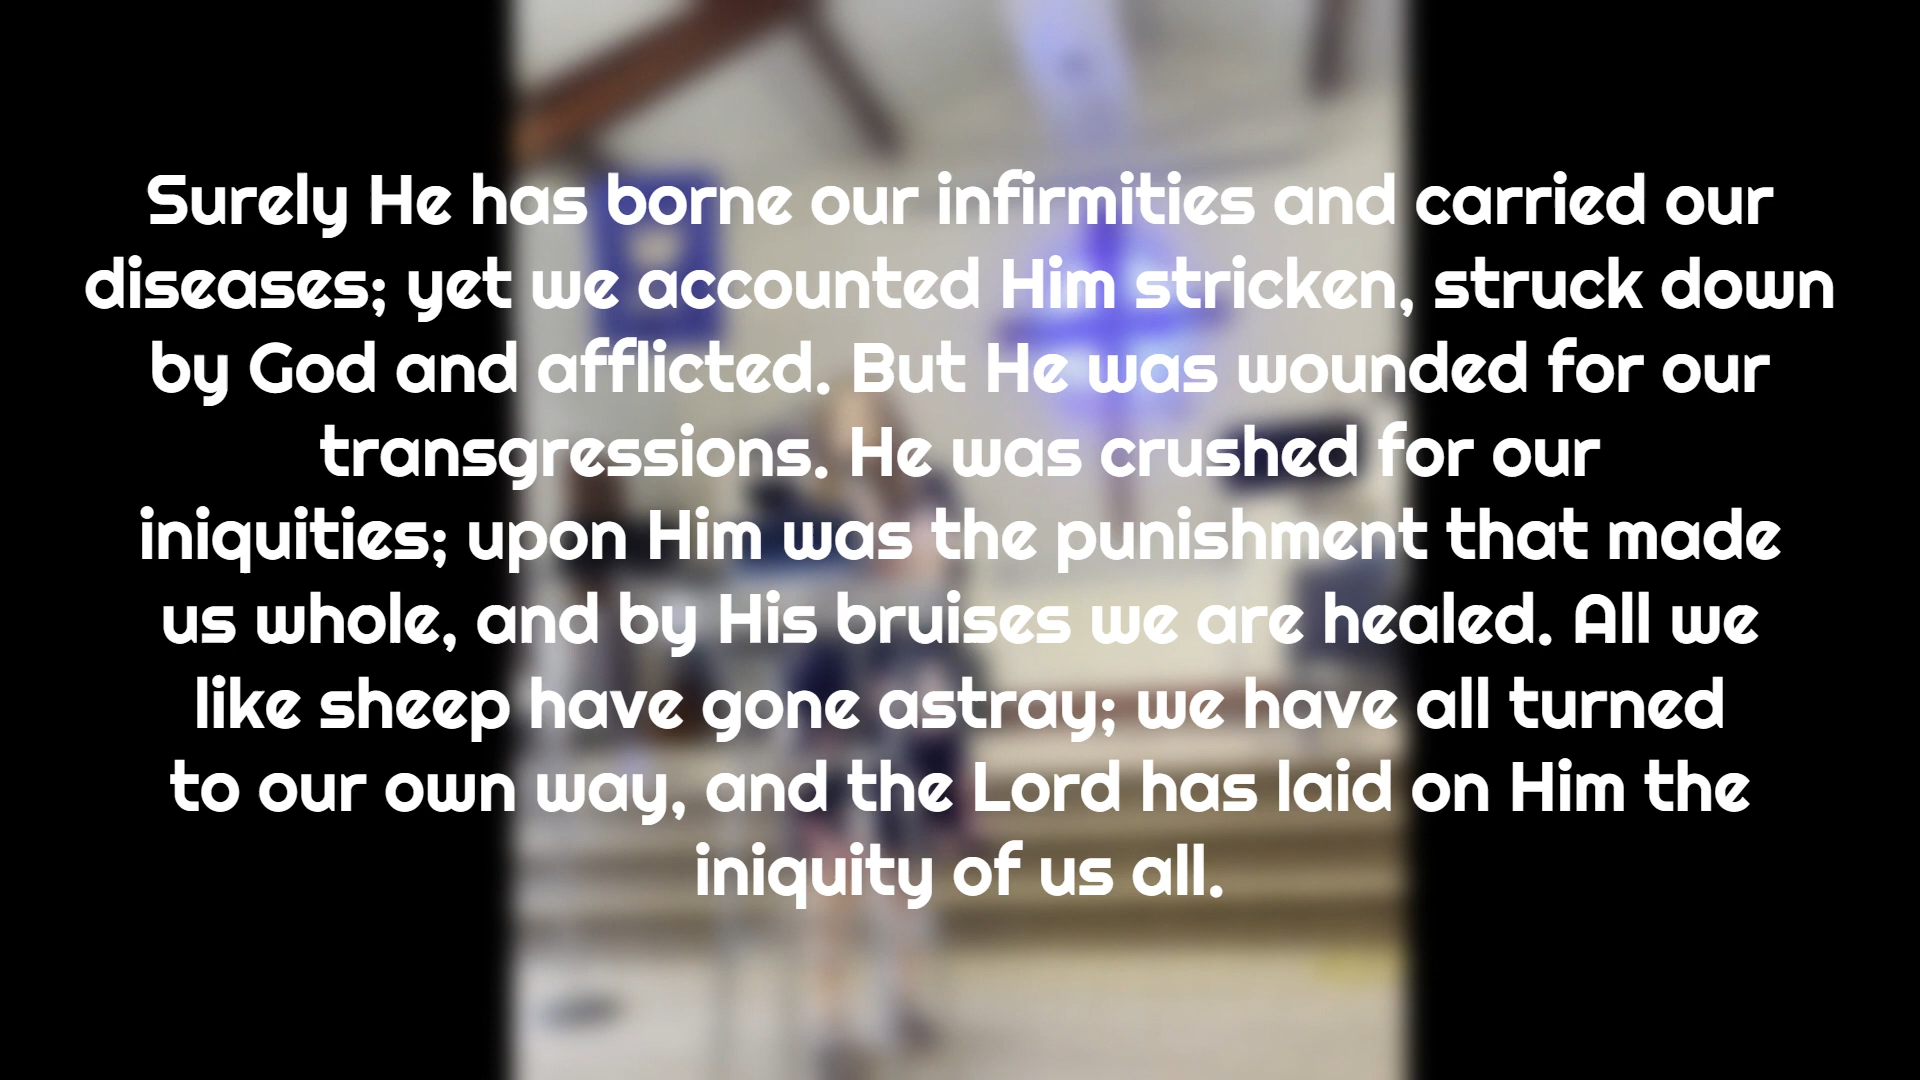 Surely He has borne our infirmities and carried our
diseases; yet we accounted Him stricken, struck down
by God and afflicted. But He was wounded for our
transgressions. He was crushed for our
iniquities; upon Him was the punishment that made
us whole, and by His bruises we are healed. All we
like sheep have gone astray; we have all turned
to our own way, and the Lord has laid on Him the
iniquity of us all.